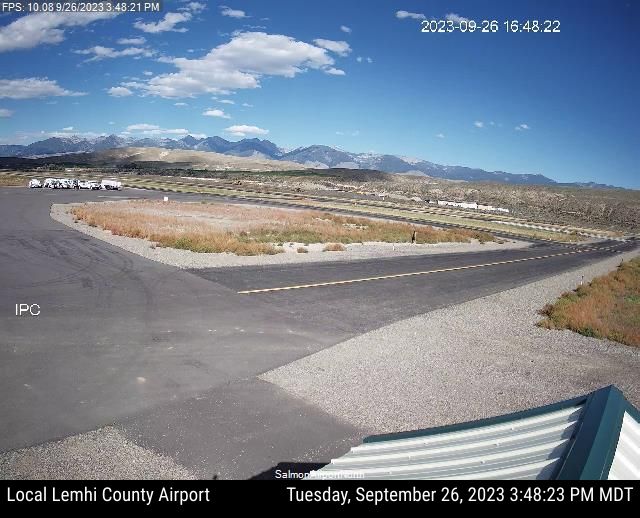 FPS: 10.08 9/26/2023 3:48:21 PM
2023-09-26 16:48:22
IPC
Local Lemhi County Airport
Tuesday, September 26, 2023 3:48:23 PM MDT